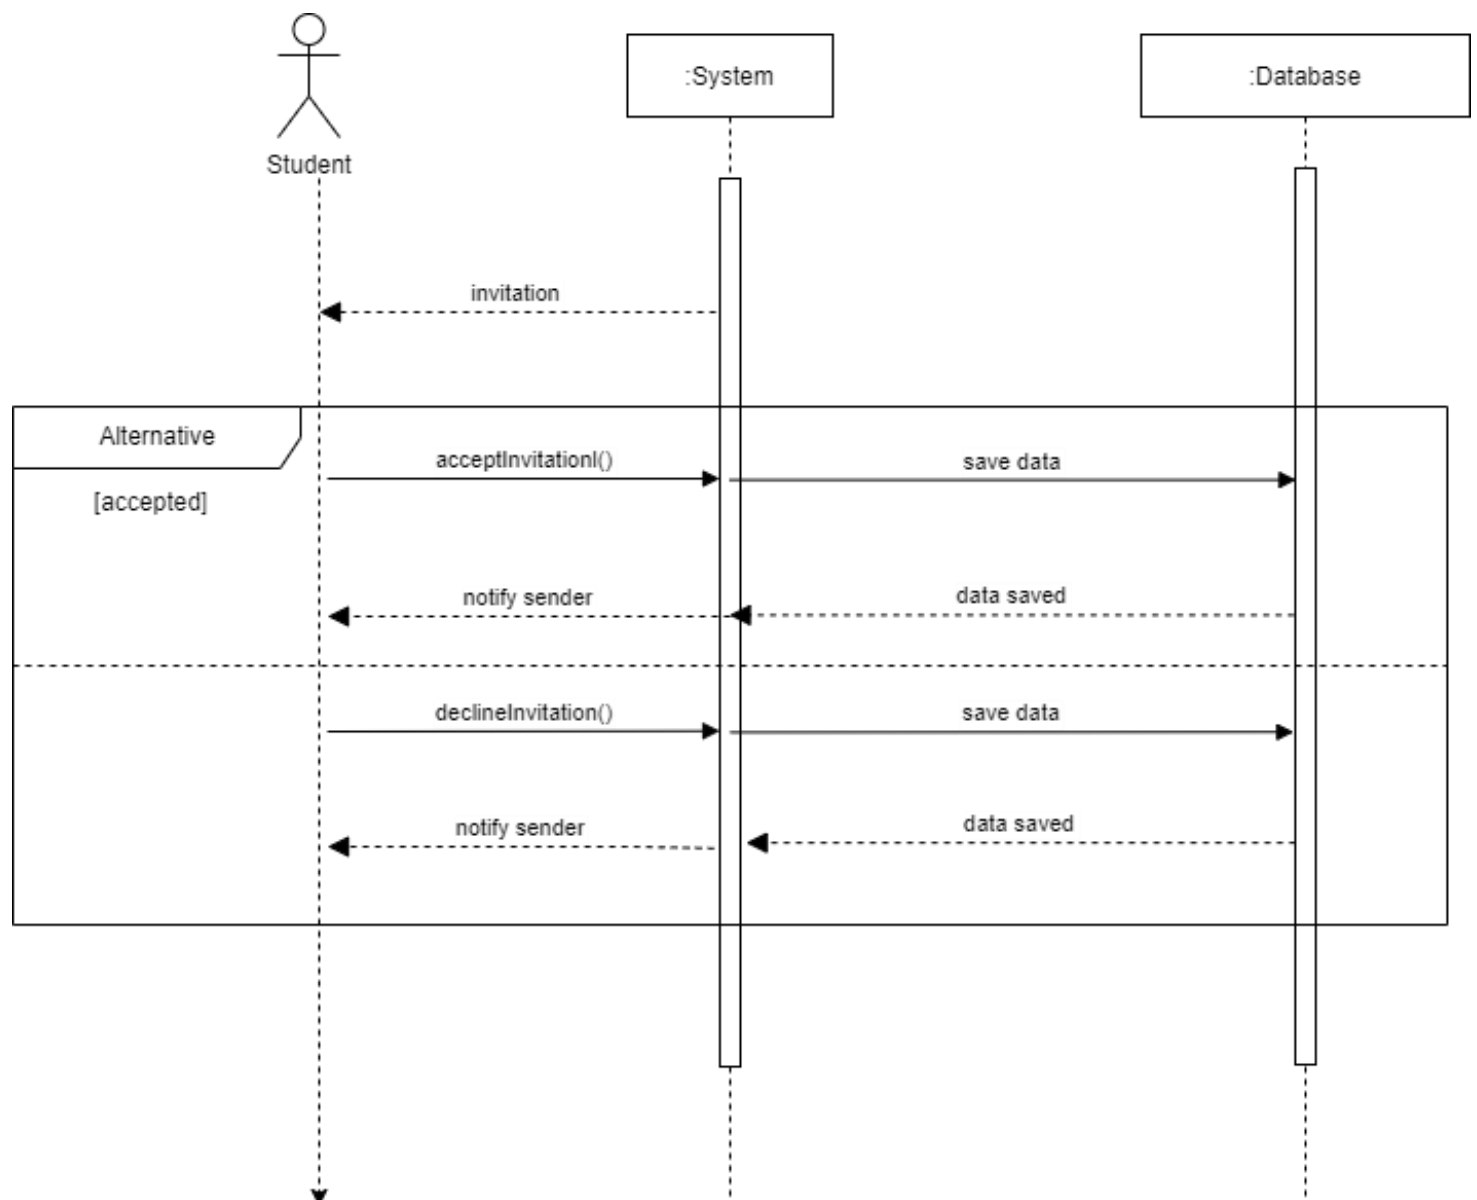 :System
:Database
Student
invitation
Alternative
acceptInvitationI()
save data
[accepted]
notify sender
data saved
declineInvitation()
save data
notify sender
data saved